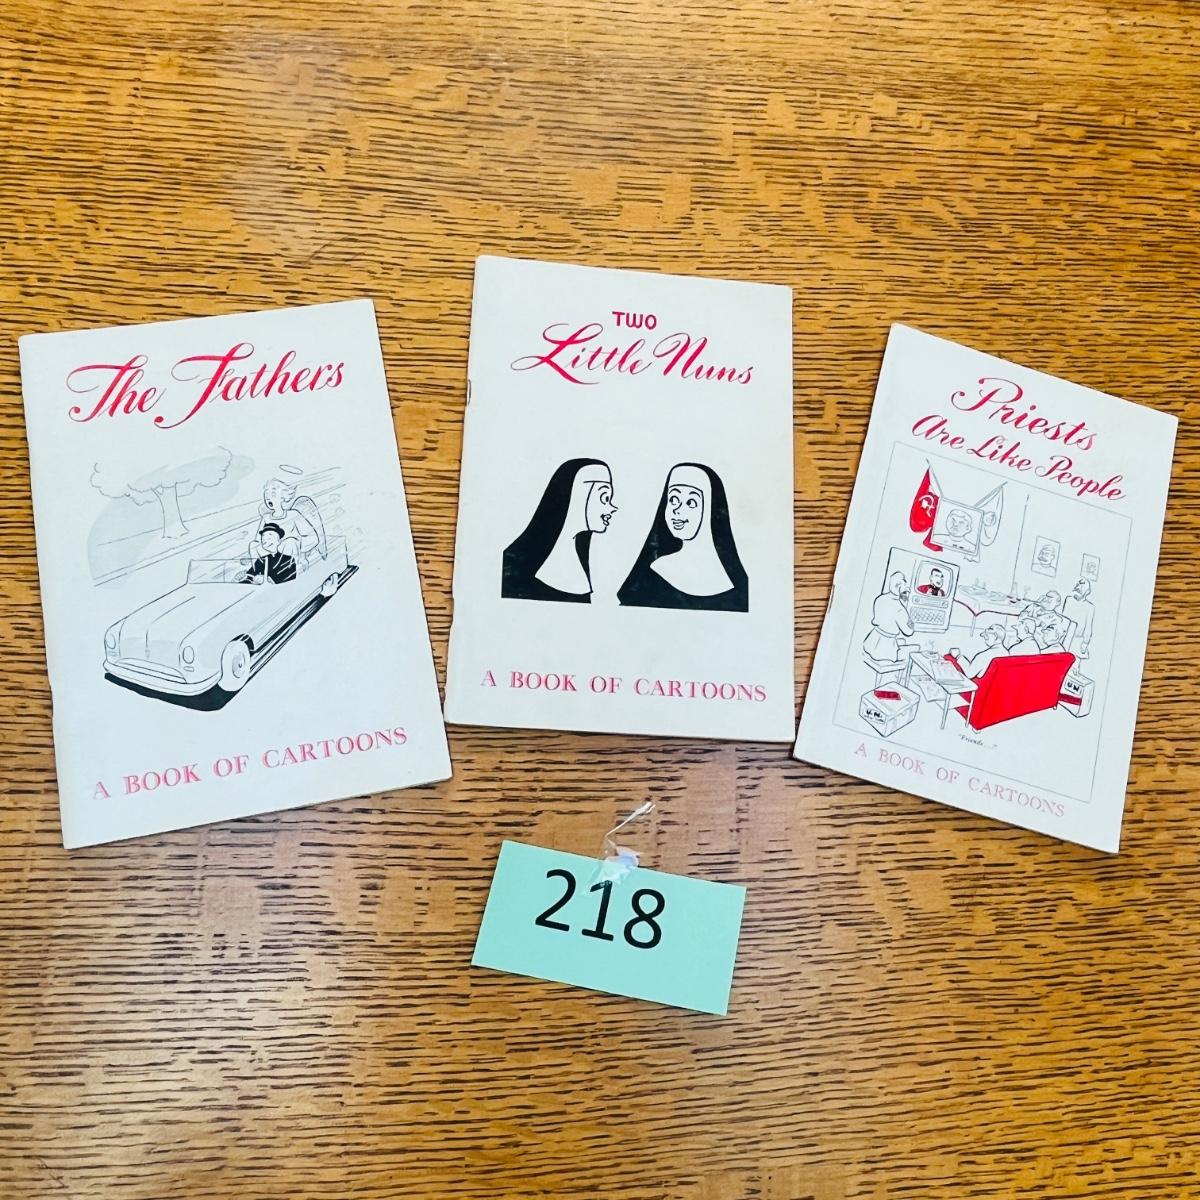 The Fathers
A BOOK OF CARTOONS
TWO
Little Nuns
A BOOK OF CARTOONS
Priests
Are Like People
"Friends...."
A BOOK OF CARTOONS
218